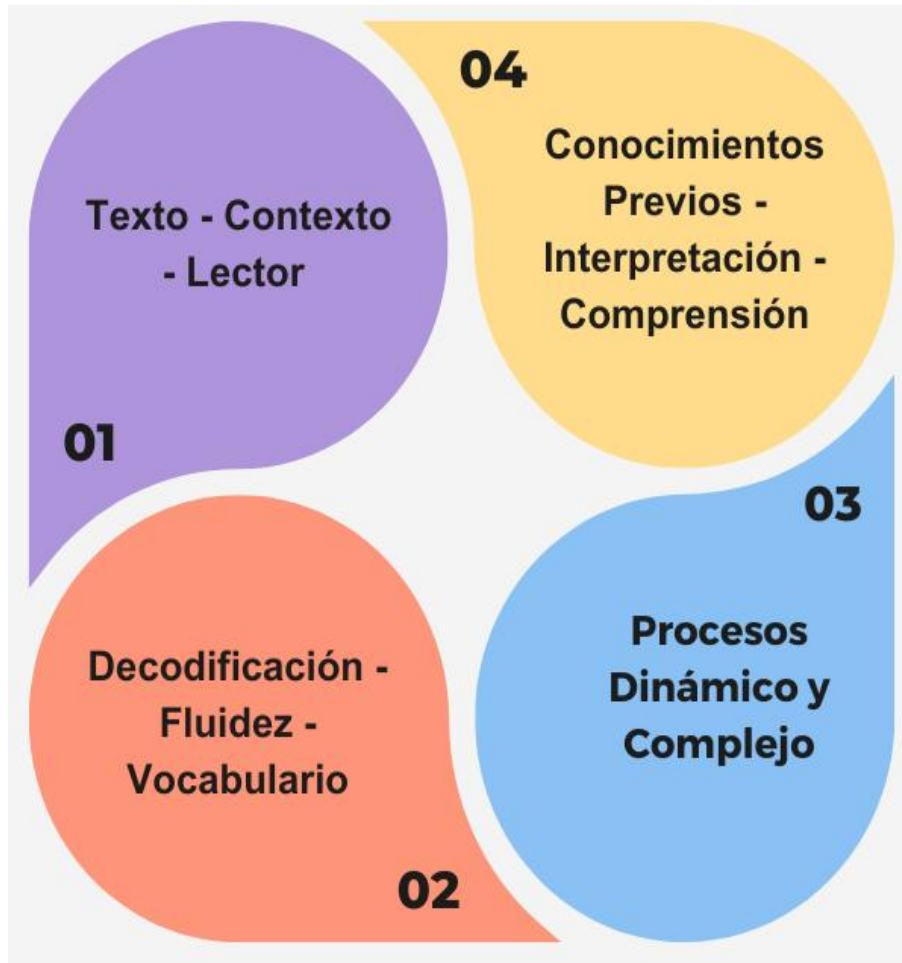 01
Texto - Contexto
- Lector
02
Decodificación -
Fluidez -
Vocabulario
03
Procesos
Dinámico y
Complejo
04
Conocimientos
Previos -
Interpretación -
Comprensión